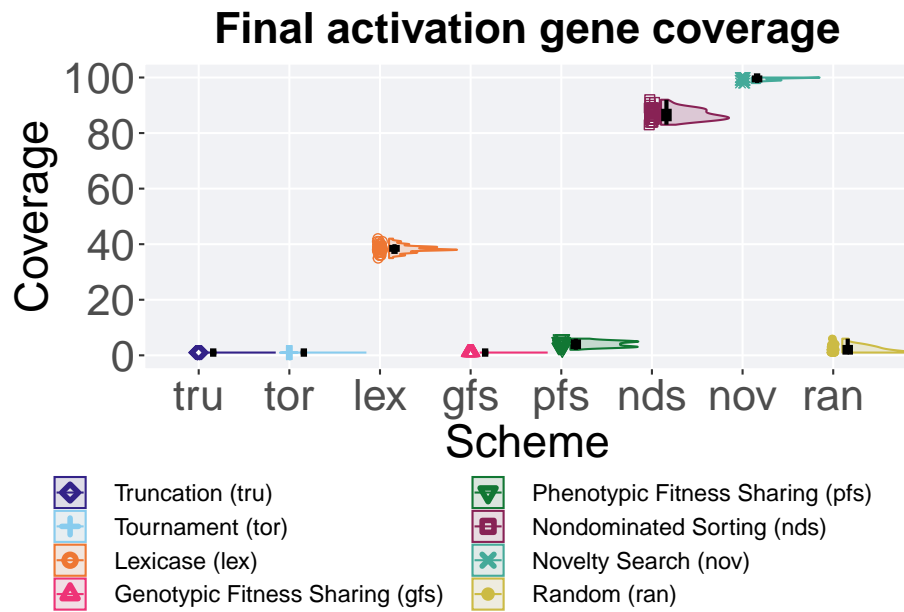 Final activation gene coverage
Coverage
100
80
60
40
20
0
tru tor lex gfs pfs nds nov ran
Scheme
Truncation (tru)
Tournament (tor)
Lexicase (lex)
Genotypic Fitness Sharing (gfs)
Phenotypic Fitness Sharing (pfs)
Nondominated Sorting (nds)
Novelty Search (nov)
Random (ran)